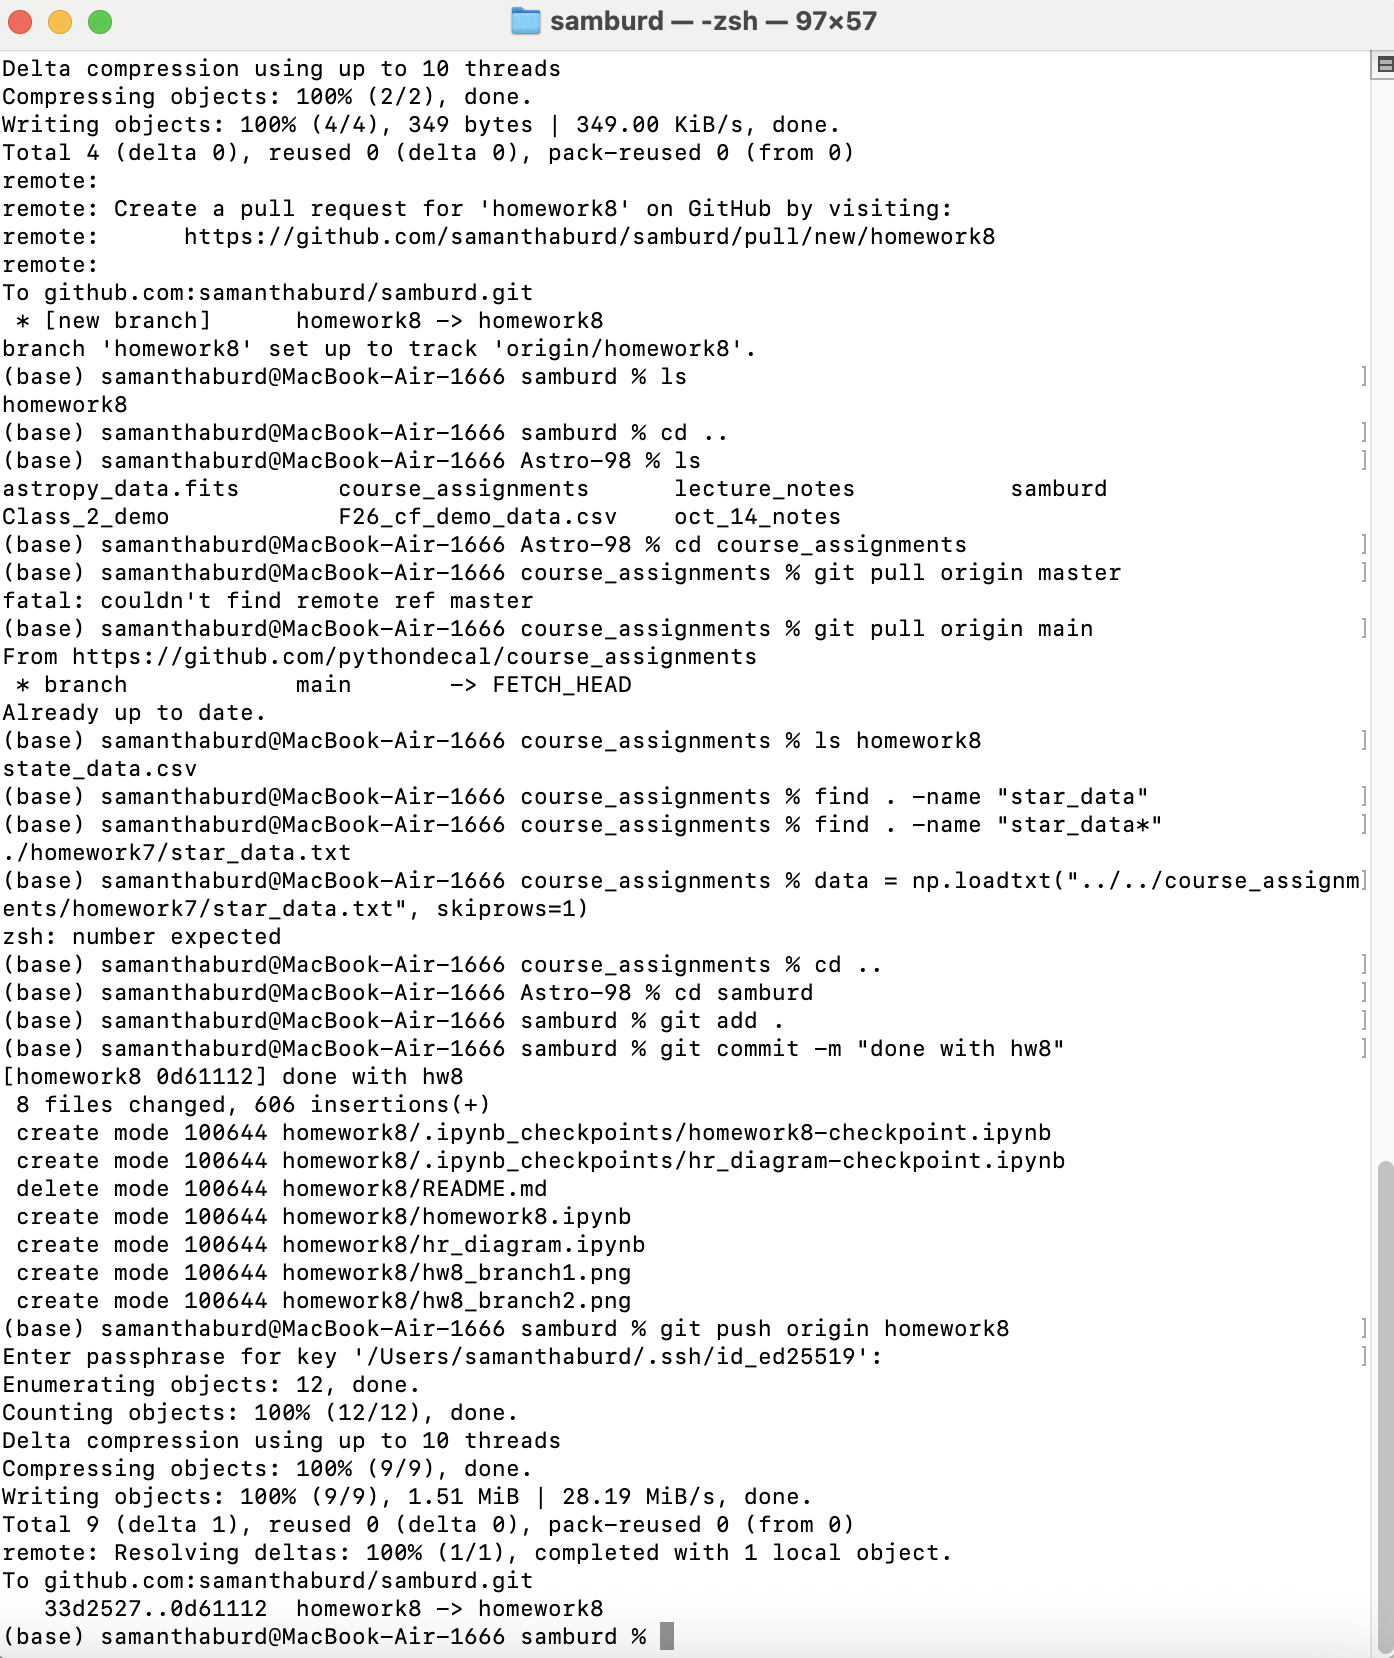 samburd — -zsh — 97×57
Delta compression using up to 10 threads
Compressing objects: 100% (2/2), done.
Writing objects: 100% (4/4), 349 bytes | 349.00 KiB/s, done.
Total 4 (delta 0), reused 0 (delta 0), pack-reused 0 (from 0)
remote:
remote: Create a pull request for 'homework8' on GitHub by visiting:
remote:      https://github.com/samanthaburd/samburd/pull/new/homework8
remote:
To github.com:samanthaburd/samburd.git
 * [new branch]      homework8 -> homework8
branch 'homework8' set up to track 'origin/homework8'.
(base) samanthaburd@MacBook-Air-1666 samburd % ls
homework8
(base) samanthaburd@MacBook-Air-1666 samburd % cd ..
(base) samanthaburd@MacBook-Air-1666 Astro-98 % ls
astropy_data.fits       course_assignments      lecture_notes           samburd
Class_2_demo            F26_cf_demo_data.csv    oct_14_notes
(base) samanthaburd@MacBook-Air-1666 Astro-98 % cd course_assignments
(base) samanthaburd@MacBook-Air-1666 course_assignments % git pull origin master
fatal: couldn't find remote ref master
(base) samanthaburd@MacBook-Air-1666 course_assignments % git pull origin main
From https://github.com/pythondecal/course_assignments
 * branch            main       -> FETCH_HEAD
Already up to date.
(base) samanthaburd@MacBook-Air-1666 course_assignments % ls homework8
state_data.csv
(base) samanthaburd@MacBook-Air-1666 course_assignments % find . -name "star_data"
(base) samanthaburd@MacBook-Air-1666 course_assignments % find . -name "star_data*"
./homework7/star_data.txt
(base) samanthaburd@MacBook-Air-1666 course_assignments % data = np.loadtxt("../../course_assignm
ents/homework7/star_data.txt", skiprows=1)
zsh: number expected
(base) samanthaburd@MacBook-Air-1666 course_assignments % cd ..
(base) samanthaburd@MacBook-Air-1666 Astro-98 % cd samburd
(base) samanthaburd@MacBook-Air-1666 samburd % git add .
(base) samanthaburd@MacBook-Air-1666 samburd % git commit -m "done with hw8"
[homework8 0d61112] done with hw8
 8 files changed, 606 insertions(+)
 create mode 100644 homework8/.ipynb_checkpoints/homework8-checkpoint.ipynb
 create mode 100644 homework8/.ipynb_checkpoints/hr_diagram-checkpoint.ipynb
 delete mode 100644 homework8/README.md
 create mode 100644 homework8/homework8.ipynb
 create mode 100644 homework8/hr_diagram.ipynb
 create mode 100644 homework8/hw8_branch1.png
 create mode 100644 homework8/hw8_branch2.png
(base) samanthaburd@MacBook-Air-1666 samburd % git push origin homework8
Enter passphrase for key '/Users/samanthaburd/.ssh/id_ed25519':
Enumerating objects: 12, done.
Counting objects: 100% (12/12), done.
Delta compression using up to 10 threads
Compressing objects: 100% (9/9), done.
Writing objects: 100% (9/9), 1.51 MiB | 28.19 MiB/s, done.
Total 9 (delta 1), reused 0 (delta 0), pack-reused 0 (from 0)
remote: Resolving deltas: 100% (1/1), completed with 1 local object.
To github.com:samanthaburd/samburd.git
   33d2527..0d61112  homework8 -> homework8
(base) samanthaburd@MacBook-Air-1666 samburd %